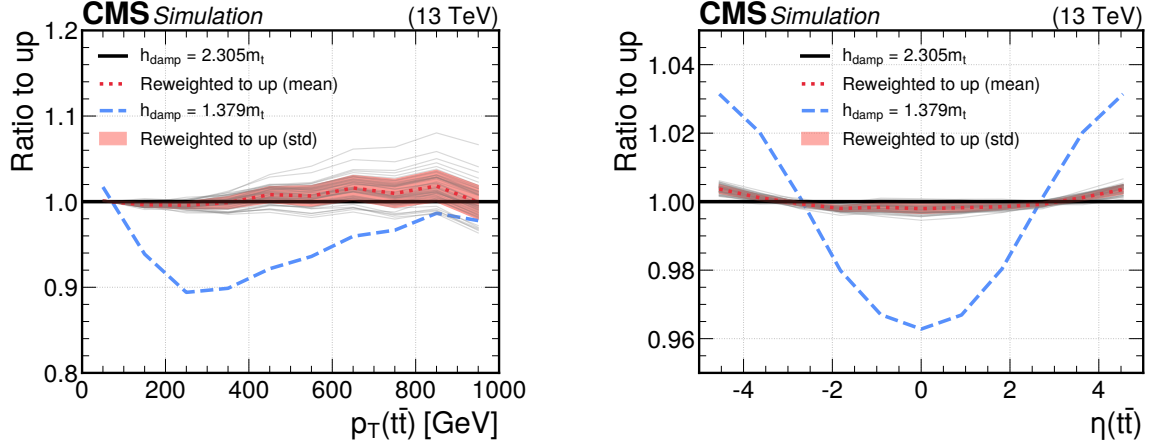 CMS Simulation (13 TeV)
Ratio to up
1.2
1.1
1.0
0.9
0.8
h_damp = 2.305m_t
Reweighted to up (mean)
h_damp = 1.379m_t
Reweighted to up (std)
0 200 400 600 800 1000
p_T(tt̄) [GeV]
CMS Simulation (13 TeV)
Ratio to up
1.04
1.02
1.00
0.98
0.96
h_damp = 2.305m_t
Reweighted to up (mean)
h_damp = 1.379m_t
Reweighted to up (std)
-4 -2 0 2 4
η(tt̄)